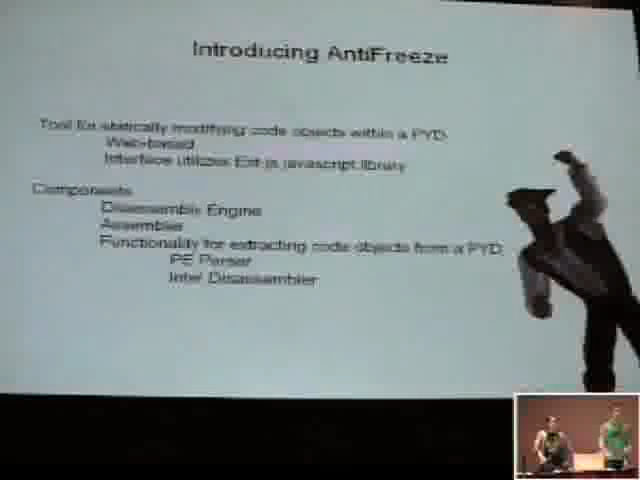 Introducing AntiFreeze
Tool for statically modifying code objects within a PYD
Web-based
Interface utilizes Ext-js javascript library
Components
Disassemble Engine
Assembler
Functionality for extracting code objects from a PYD
PE Parser
Intel Disassembler